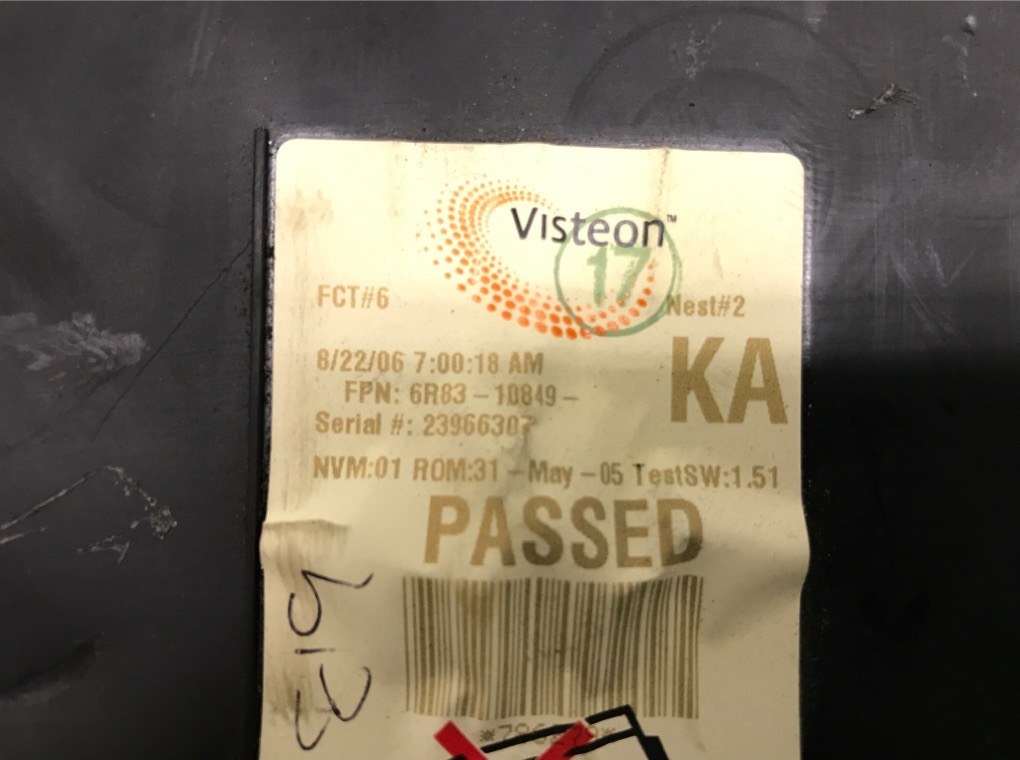 Visteon™
17
FCT#6 Nest#2
8/22/06 7:00:18 AM KA
FPN: 6R83-10849-
Serial #: 23966307
NVM:01 ROM:31-May-05 TestSW:1.51
PASSED